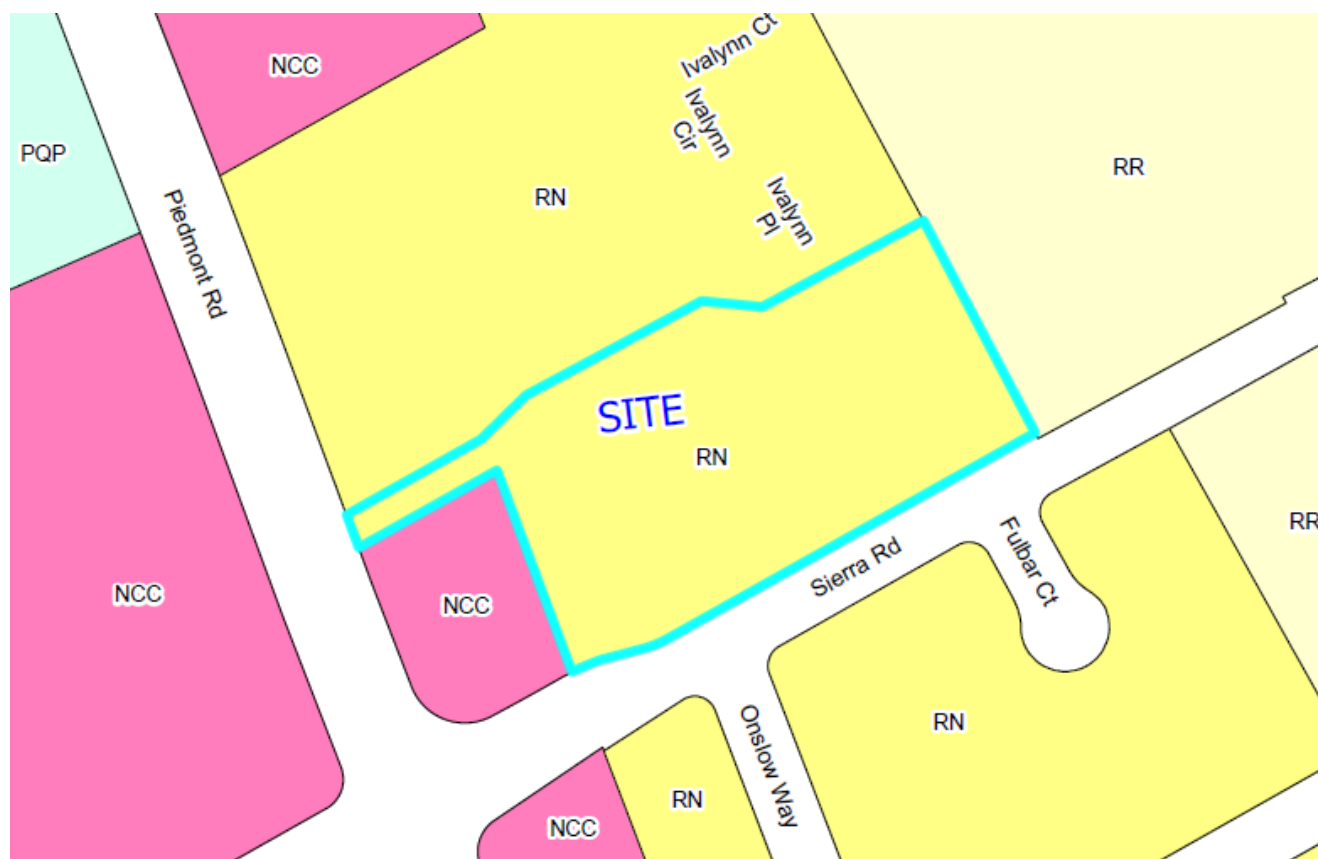 NCC
Ivalynn Ct
Ivalynn
Cir
PQP
RR
Piedmont Rd
RN
Ivalynn
Pl
SITE
RN
RR
Fulbar Ct
Sierra Rd
NCC
NCC
RN
Onslow Way
RN
NCC